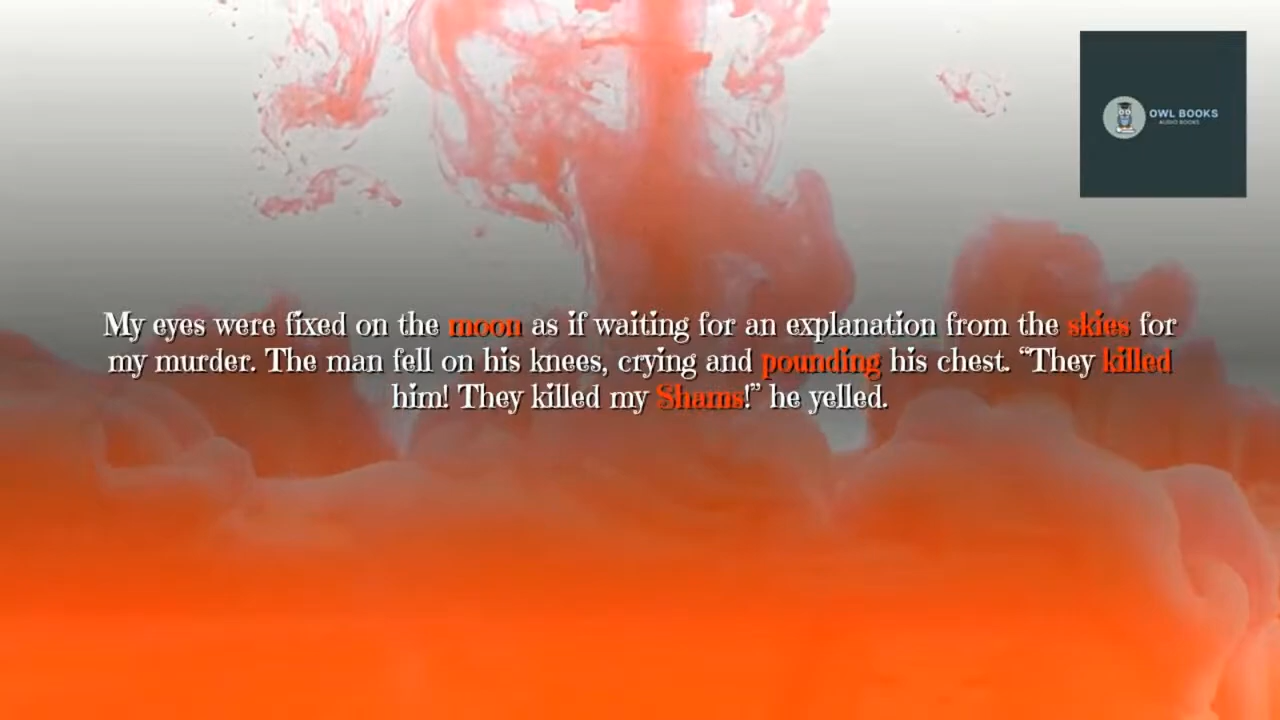 OWL BOOKS
AUDIO BOOKS
My eyes were fixed on the moon as if waiting for an explanation from the skies for
my murder. The man fell on his knees, crying and pounding his chest. “They killed
him! They killed my Shams!” he yelled.